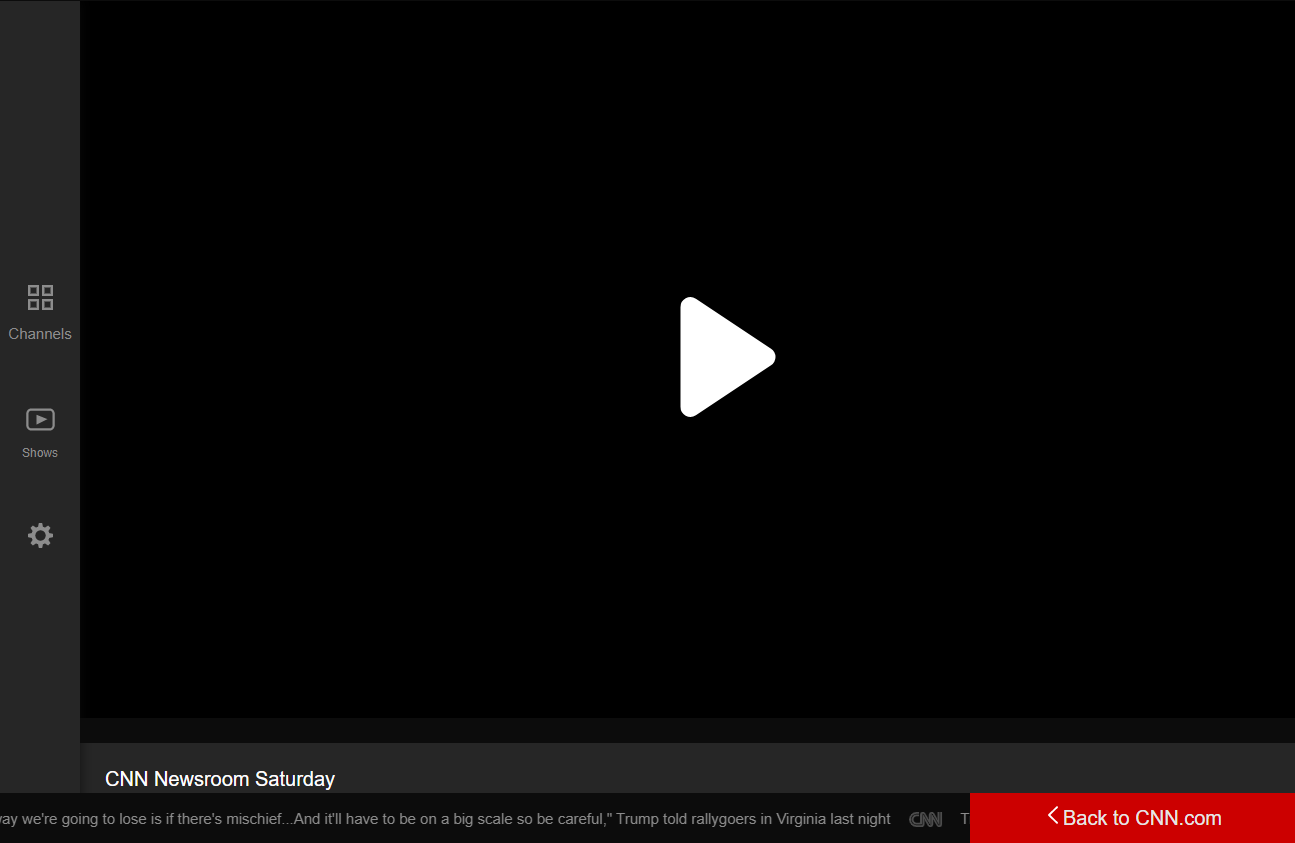 Channels
Shows
CNN Newsroom Saturday
we're going to lose is if there's mischief...And it'll have to be on a big scale so be careful," Trump told rallygoers in Virginia last night CNN T
Back to CNN.com